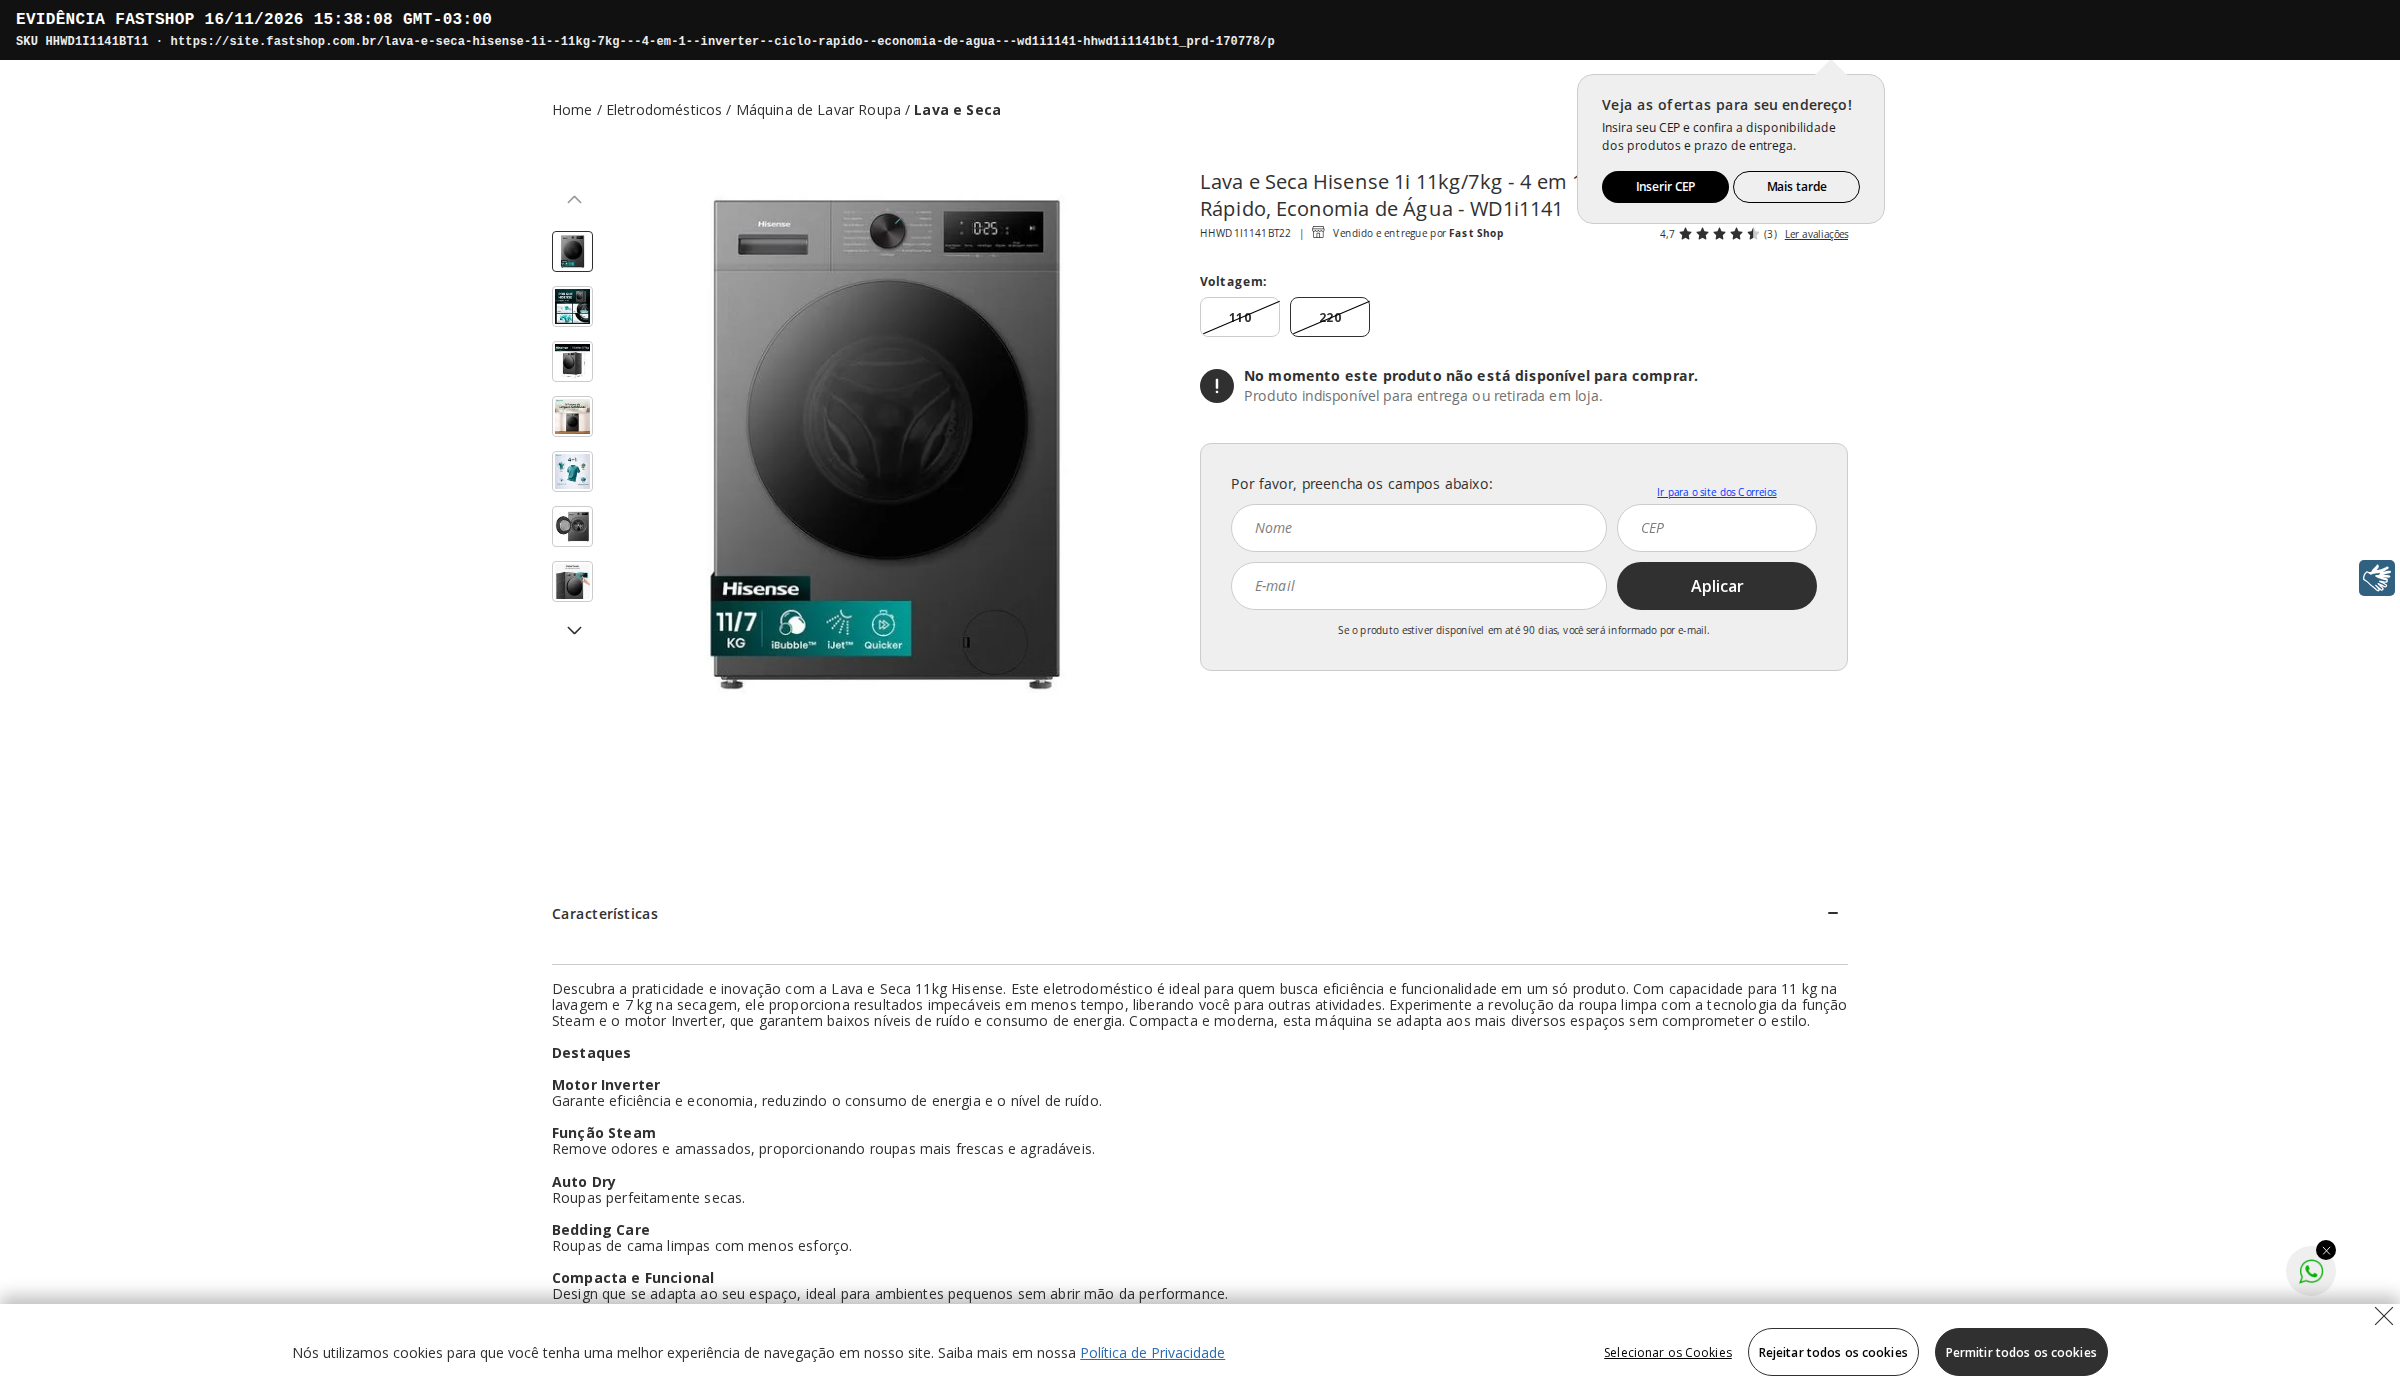 EVIDÊNCIA FASTSHOP 16/11/2026 15:38:08 GMT-03:00
SKU HHWD1I1141BT11 · https://site.fastshop.com.br/lava-e-seca-hisense-1i--11kg-7kg---4-em-1--inverter--ciclo-rapido--economia-de-agua---wd1i1141-hhwd1i1141bt1_prd-170778/p
Home / Eletrodomésticos / Máquina de Lavar Roupa / Lava e Seca
Veja as ofertas para seu endereço!
Insira seu CEP e confira a disponibilidade
dos produtos e prazo de entrega.
Inserir CEP
Mais tarde
Lava e Seca Hisense 1i 11kg/7kg - 4 em 1
Rápido, Economia de Água - WD1i1141
HHWD1I1141BT22 | Vendido e entregue por Fast Shop
4,7 (3) Ler avaliações
Voltagem:
110
220
No momento este produto não está disponível para comprar.
Produto indisponível para entrega ou retirada em loja.
Por favor, preencha os campos abaixo:
Ir para o site dos Correios
Nome
CEP
E-mail
Aplicar
Se o produto estiver disponível em até 90 dias, você será informado por e-mail.
Hisense
0:25
Hisense
11/7
KG
iBubble™
iJet™
Quicker
Características
Descubra a praticidade e inovação com a Lava e Seca 11kg Hisense. Este eletrodoméstico é ideal para quem busca eficiência e funcionalidade em um só produto. Com capacidade para 11 kg na
lavagem e 7 kg na secagem, ele proporciona resultados impecáveis em menos tempo, liberando você para outras atividades. Experimente a revolução da roupa limpa com a tecnologia da função
Steam e o motor Inverter, que garantem baixos níveis de ruído e consumo de energia. Compacta e moderna, esta máquina se adapta aos mais diversos espaços sem comprometer o estilo.
Destaques
Motor Inverter
Garante eficiência e economia, reduzindo o consumo de energia e o nível de ruído.
Função Steam
Remove odores e amassados, proporcionando roupas mais frescas e agradáveis.
Auto Dry
Roupas perfeitamente secas.
Bedding Care
Roupas de cama limpas com menos esforço.
Compacta e Funcional
Design que se adapta ao seu espaço, ideal para ambientes pequenos sem abrir mão da performance.
Nós utilizamos cookies para que você tenha uma melhor experiência de navegação em nosso site. Saiba mais em nossa Política de Privacidade
Selecionar os Cookies
Rejeitar todos os cookies
Permitir todos os cookies